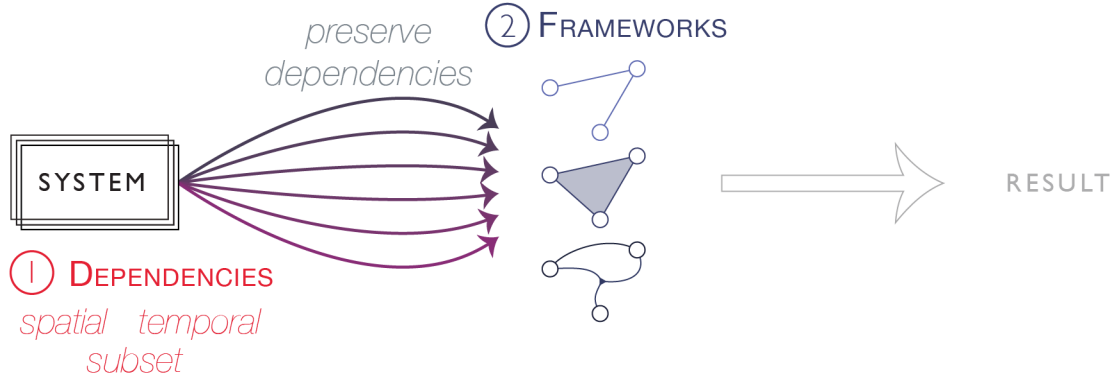 preserve
dependencies
2 FRAMEWORKS
SYSTEM
RESULT
1 DEPENDENCIES
spatial temporal
subset